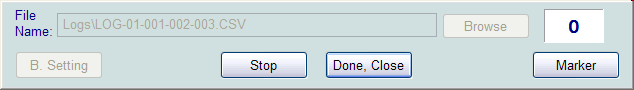 File
Name:
Logs\LOG-01-001-002-003.CSV
Browse
0
B. Setting
Stop
Done, Close
Marker